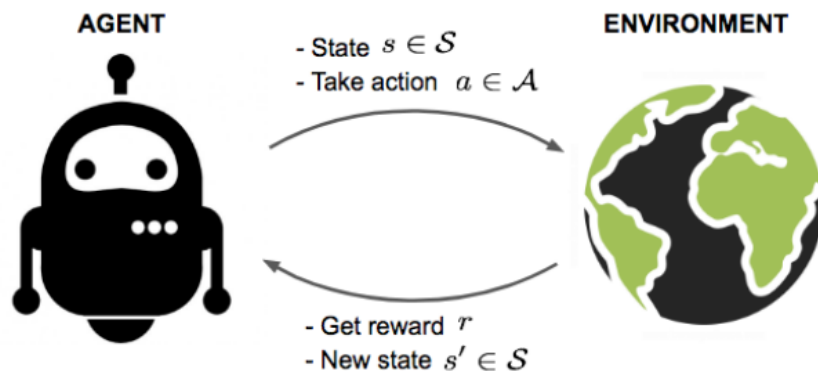 AGENT
ENVIRONMENT
- State s ∈ 𝒮
- Take action a ∈ 𝒜
- Get reward r
- New state s′ ∈ 𝒮